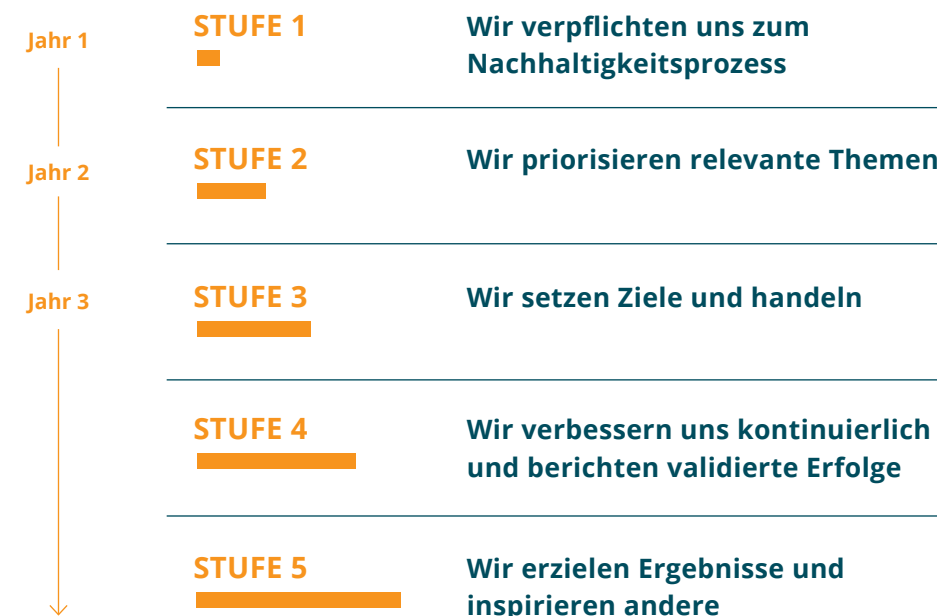 Jahr 1
STUFE 1
Wir verpflichten uns zum
Nachhaltigkeitsprozess
Jahr 2
STUFE 2
Wir priorisieren relevante Themen
Jahr 3
STUFE 3
Wir setzen Ziele und handeln
STUFE 4
Wir verbessern uns kontinuierlich
und berichten validierte Erfolge
STUFE 5
Wir erzielen Ergebnisse und
inspirieren andere